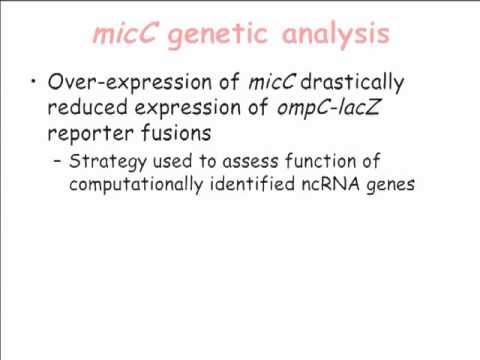 micC genetic analysis
• Over-expression of micC drastically
reduced expression of ompC-lacZ
reporter fusions
– Strategy used to assess function of
computationally identified ncRNA genes